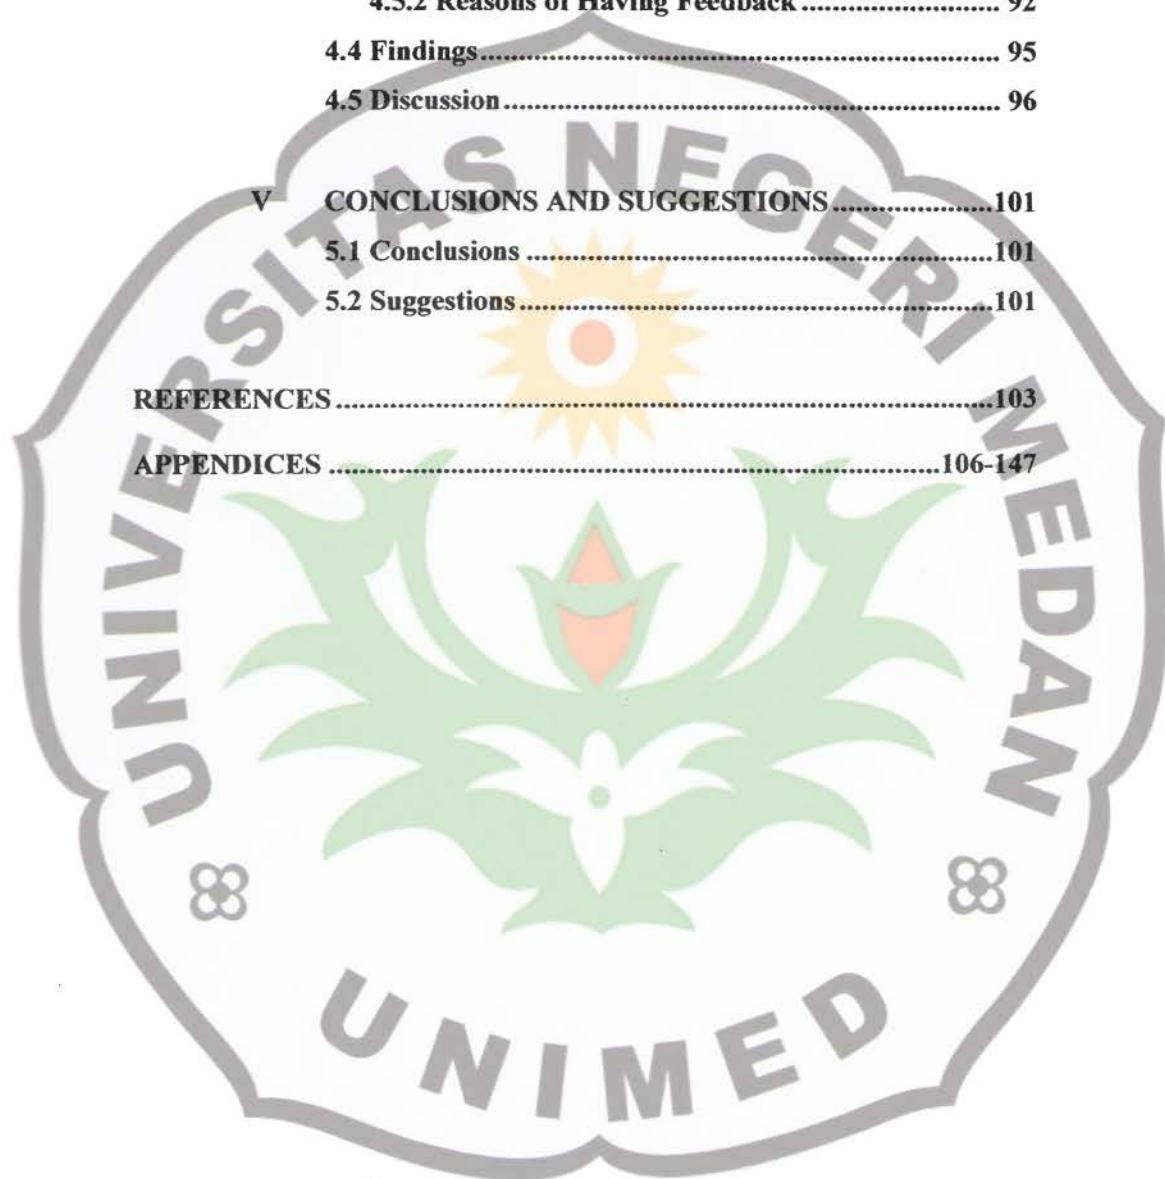 4.3.2 Reasons of Having Feedback ........................... 92
4.4 Findings ........................... 95
4.5 Discussion ........................... 96
V CONCLUSIONS AND SUGGESTIONS ........................... 101
5.1 Conclusions ........................... 101
5.2 Suggestions ........................... 101
REFERENCES ........................... 103
APPENDICES ........................... 106-147
UNIVERSITAS NEGERI MEDAN
UNIMED